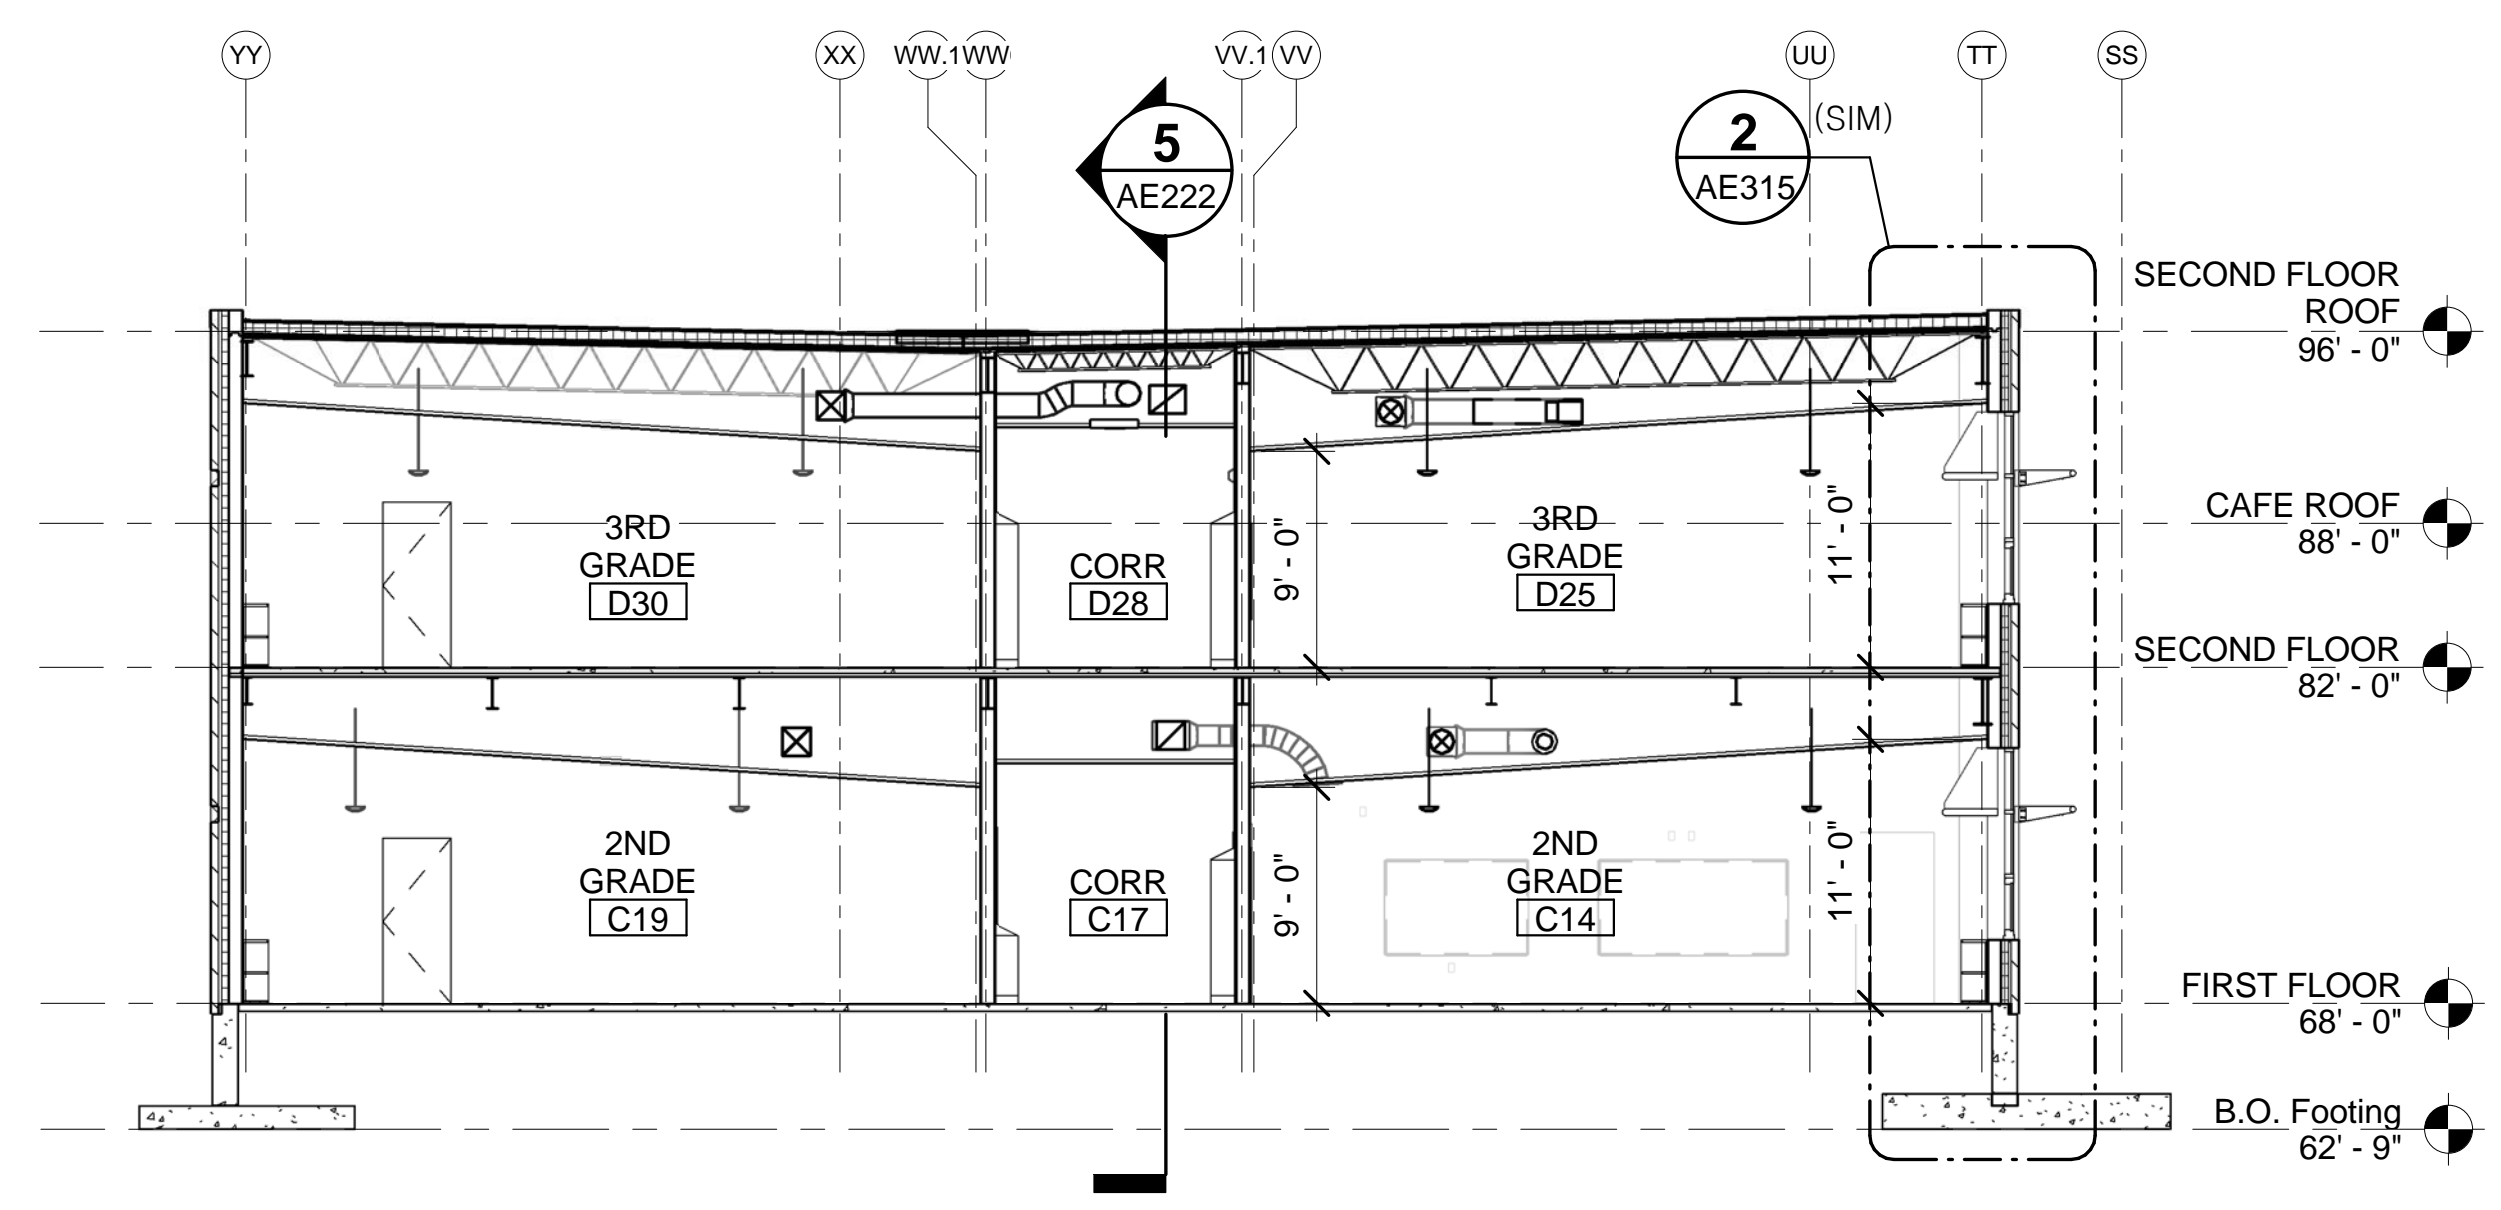 YY
XX
WW.1
WW
VV.1
VV
UU
TT
SS
5
AE222
2
AE315
(SIM)
SECOND FLOOR
ROOF
96' - 0"
CAFE ROOF
88' - 0"
3RD
GRADE
D30
CORR
D28
9' - 0"
3RD
GRADE
D25
11' - 0"
SECOND FLOOR
82' - 0"
2ND
GRADE
C19
CORR
C17
9' - 0"
2ND
GRADE
C14
11' - 0"
FIRST FLOOR
68' - 0"
B.O. Footing
62' - 9"